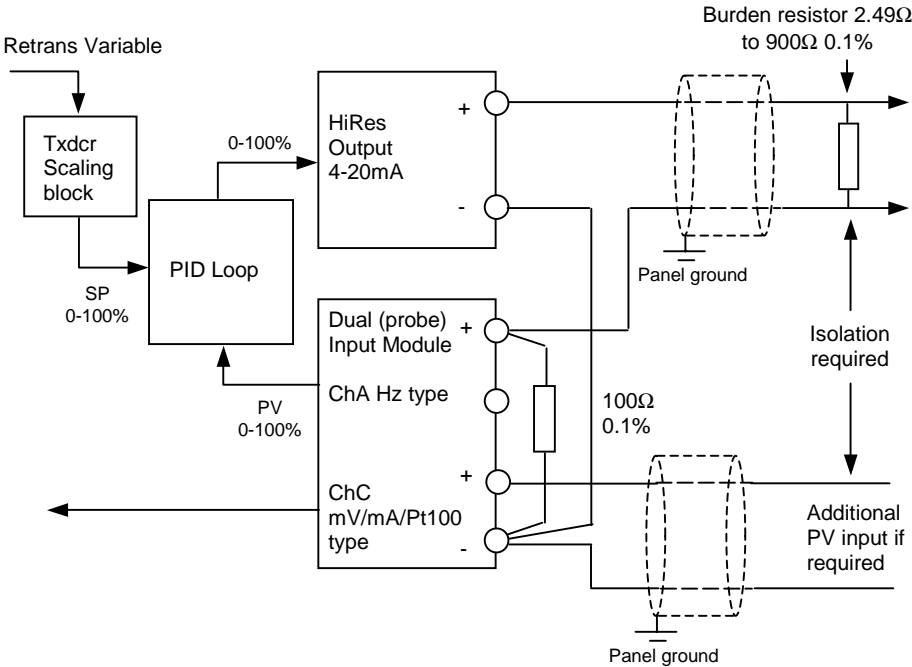 Burden resistor 2.49Ω
to 900Ω 0.1%
Retrans Variable
Txdcr
Scaling
block
0-100%
HiRes
Output
4-20mA
+
-
PID Loop
SP
0-100%
Panel ground
Dual (probe)
Input Module
+
ChA Hz type
PV
0-100%
100Ω
0.1%
Isolation
required
+
ChC
mV/mA/Pt100
type
-
Additional
PV input if
required
Panel ground